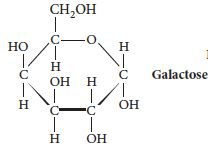 CH₂OH
C O
HO H H
C OH H C Galactose
H C C OH
H OH